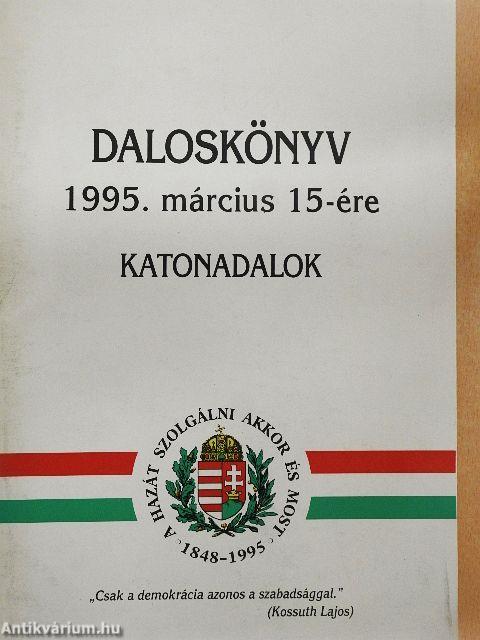 DALOSKÖNYV
1995. március 15-ére
KATONADALOK
A HAZÁT SZOLGÁLNI AKKOR ÉS MOST
1848-1995
„Csak a demokrácia azonos a szabadsággal."
(Kossuth Lajos)
Antikvárium.hu